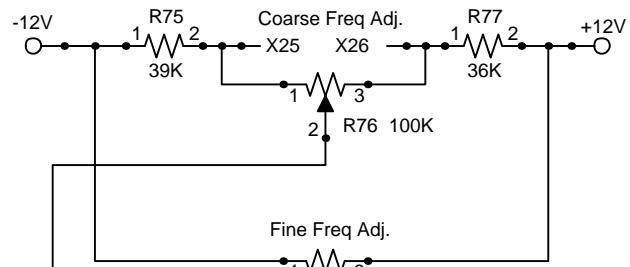 -12V R75 Coarse Freq Adj. R77 +12V
1 2 X25 X26 1 2
39K 36K
1 3
2 R76 100K
Fine Freq Adj.